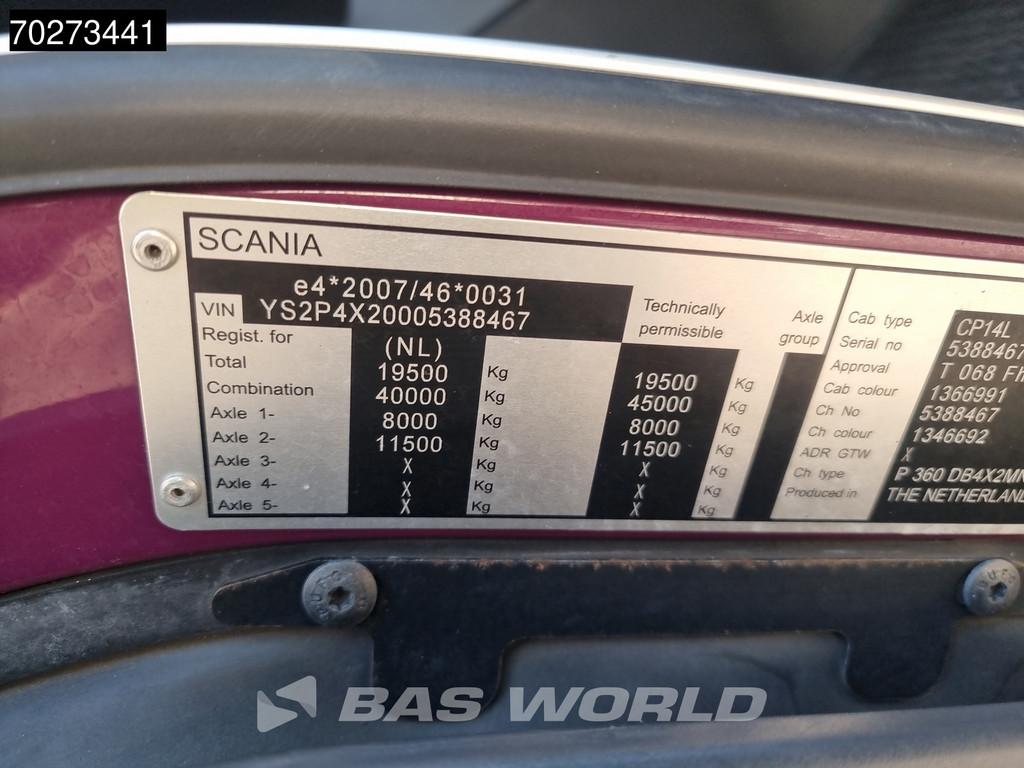 70273441
SCANIA
e4*2007/46*0031
VIN YS2P4X20005388467
Regist. for (NL)
Technically permissible
Axle group
Total 19500 Kg 19500 Kg
Combination 40000 Kg 45000 Kg
Axle 1- 8000 Kg 8000 Kg
Axle 2- 11500 Kg 11500 Kg
Axle 3- X Kg X Kg
Axle 4- X Kg X Kg
Axle 5- X Kg X Kg
Cab type CP14L
Serial no 5388467
Approval T 068
Cab colour 1366991
Ch No 5388467
Ch colour 1346692
ADR GTW X
Ch type P 360 DB4X2
Produced in THE NETHERLAND
BUFO
BUFO
BAS WORLD